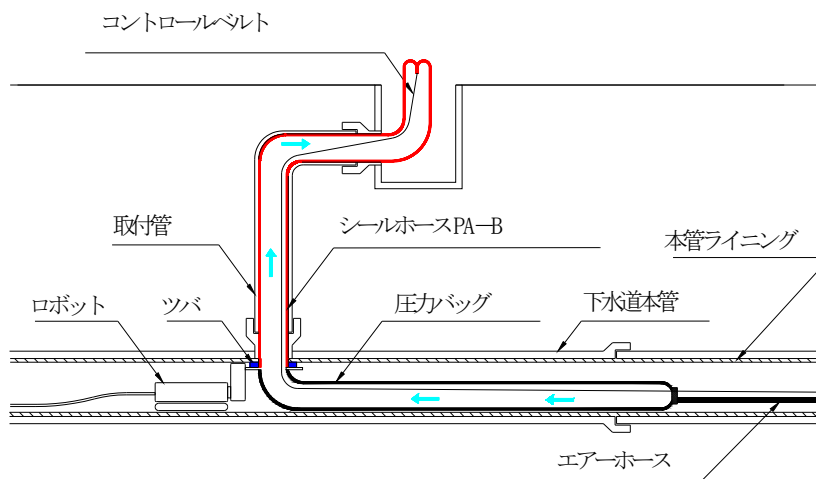 コントロールベルト
取付管
シールホースPA―B
本管ライニング
ロボット
ツバ
圧力バッグ
下水道本管
エアーホース